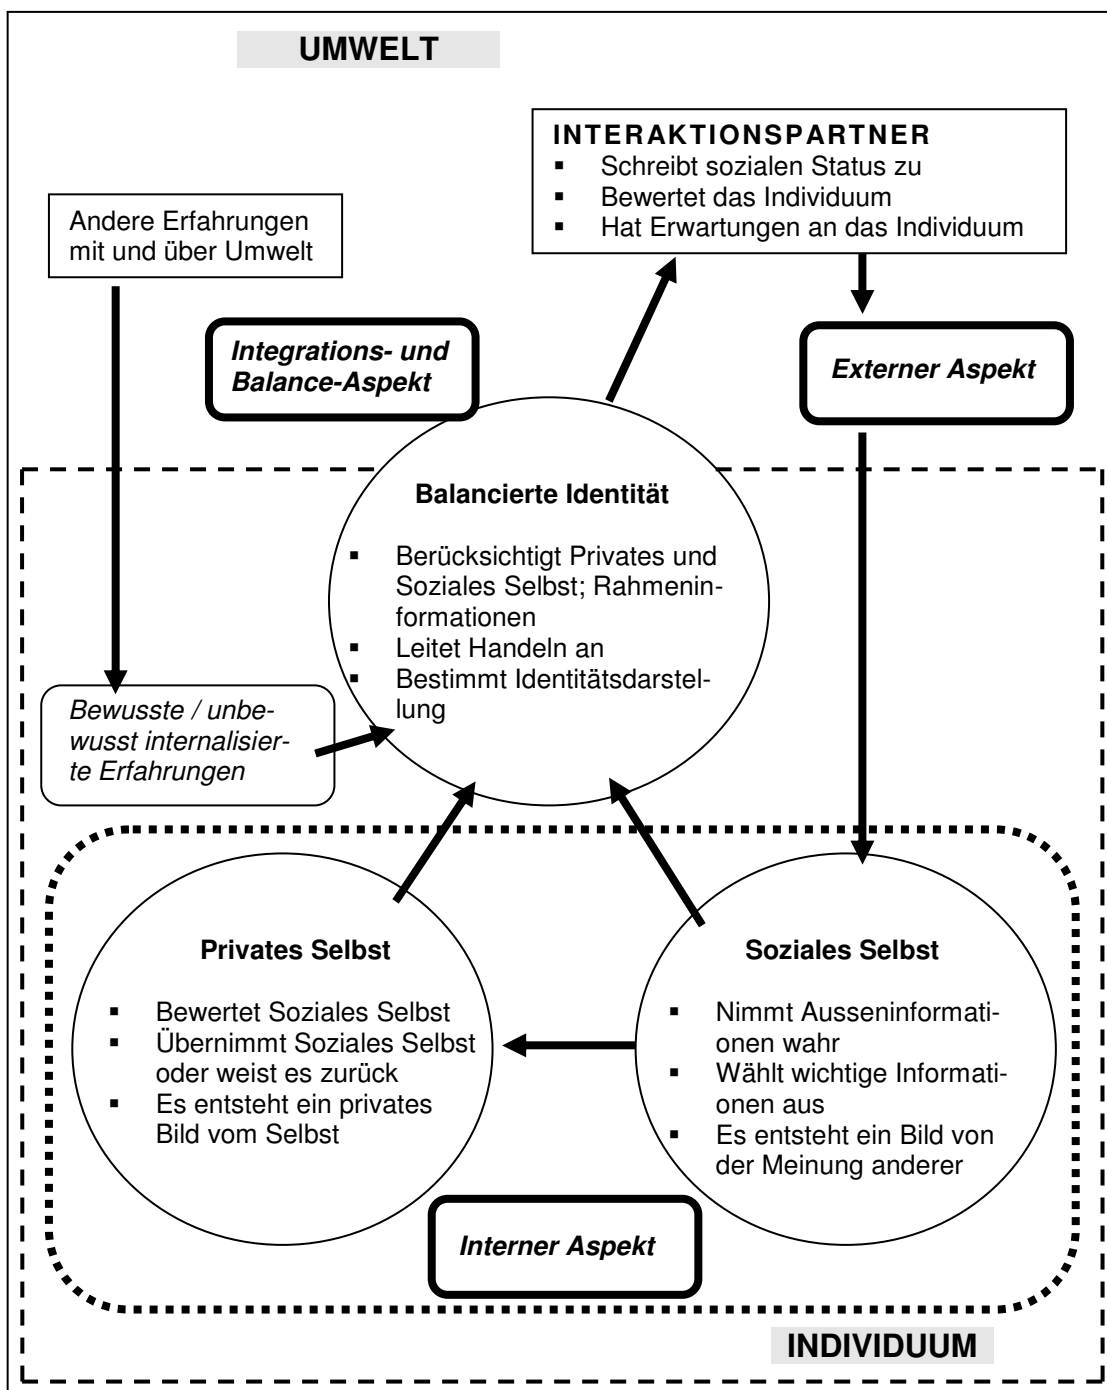 UMWELT
INTERAKTIONSPARTNER
▪ Schreibt sozialen Status zu
▪ Bewertet das Individuum
▪ Hat Erwartungen an das Individuum
Andere Erfahrungen
mit und über Umwelt
Integrations- und
Balance-Aspekt
Externer Aspekt
Balancierte Identität
▪ Berücksichtigt Privates und
Soziales Selbst; Rahmenin-
formationen
▪ Leitet Handeln an
▪ Bestimmt Identitätsdarstel-
lung
Bewusste / unbe-
wusst internalisier-
te Erfahrungen
Privates Selbst
▪ Bewertet Soziales Selbst
▪ Übernimmt Soziales Selbst
oder weist es zurück
▪ Es entsteht ein privates
Bild vom Selbst
Soziales Selbst
▪ Nimmt Ausseninformati-
onen wahr
▪ Wählt wichtige Informati-
onen aus
▪ Es entsteht ein Bild von
der Meinung anderer
Interner Aspekt
INDIVIDUUM